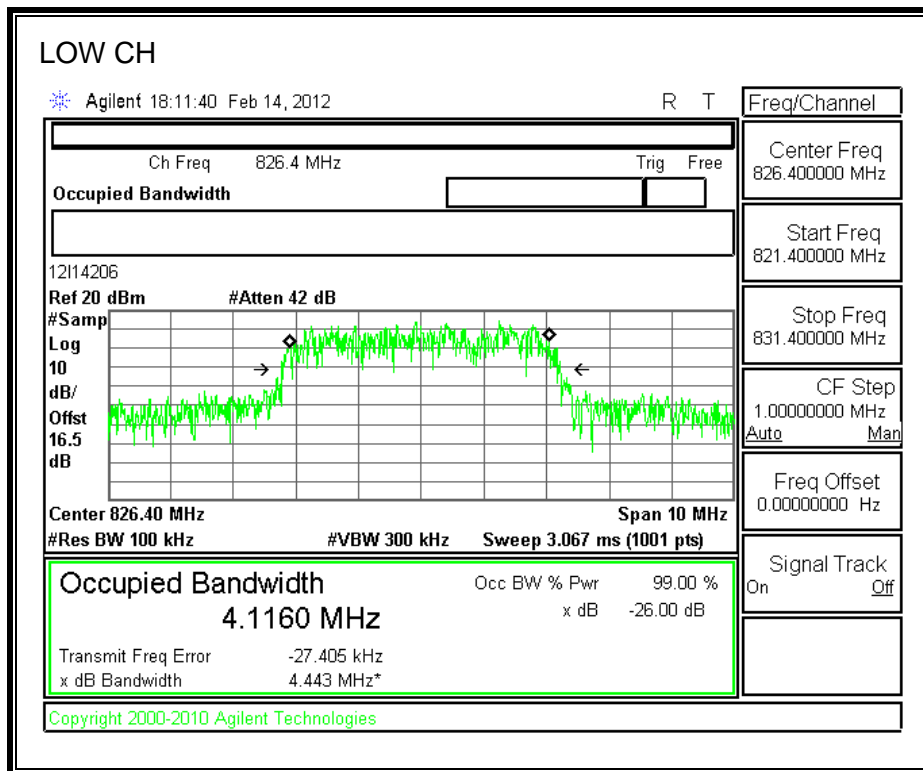 LOW CH
Agilent 18:11:40 Feb 14, 2012 R T
Freq/Channel
Ch Freq 826.4 MHz Trig Free
Occupied Bandwidth
Center Freq
826.400000 MHz
Start Freq
821.400000 MHz
12I14206
Ref 20 dBm #Atten 42 dB
#Samp
Log
10
dB/
Offst
16.5
dB
Stop Freq
831.400000 MHz
CF Step
1.00000000 MHz
Auto Man
Freq Offset
0.00000000 Hz
Center 826.40 MHz Span 10 MHz
#Res BW 100 kHz #VBW 300 kHz Sweep 3.067 ms (1001 pts)
Signal Track
On Off
Occupied Bandwidth Occ BW % Pwr 99.00 %
4.1160 MHz x dB -26.00 dB
Transmit Freq Error -27.405 kHz
x dB Bandwidth 4.443 MHz*
Copyright 2000-2010 Agilent Technologies